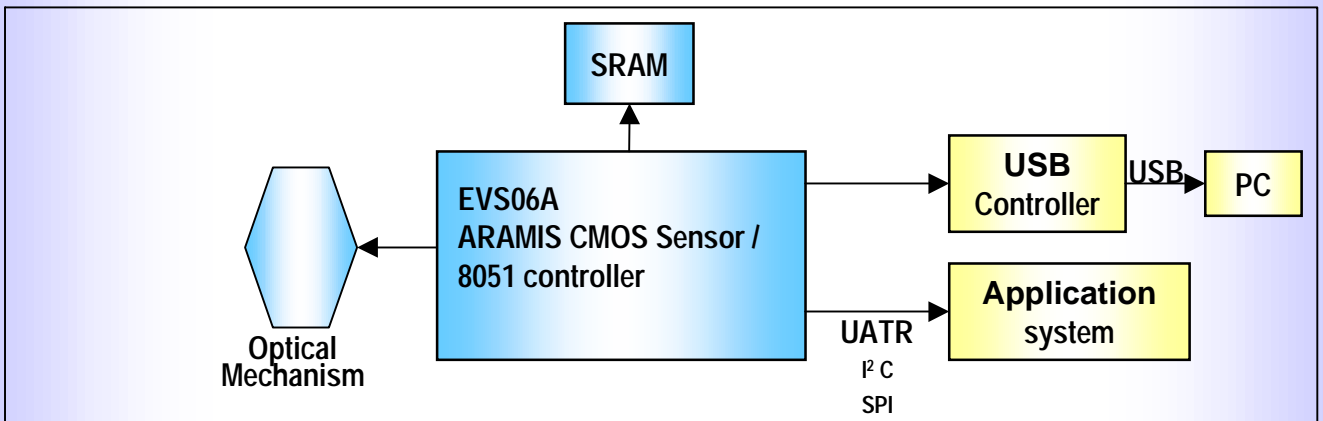 SRAM
EVS06A
ARAMIS CMOS Sensor /
8051 controller
USB
Controller
USB
PC
Optical
Mechanism
Application
system
UATR
I² C
SPI